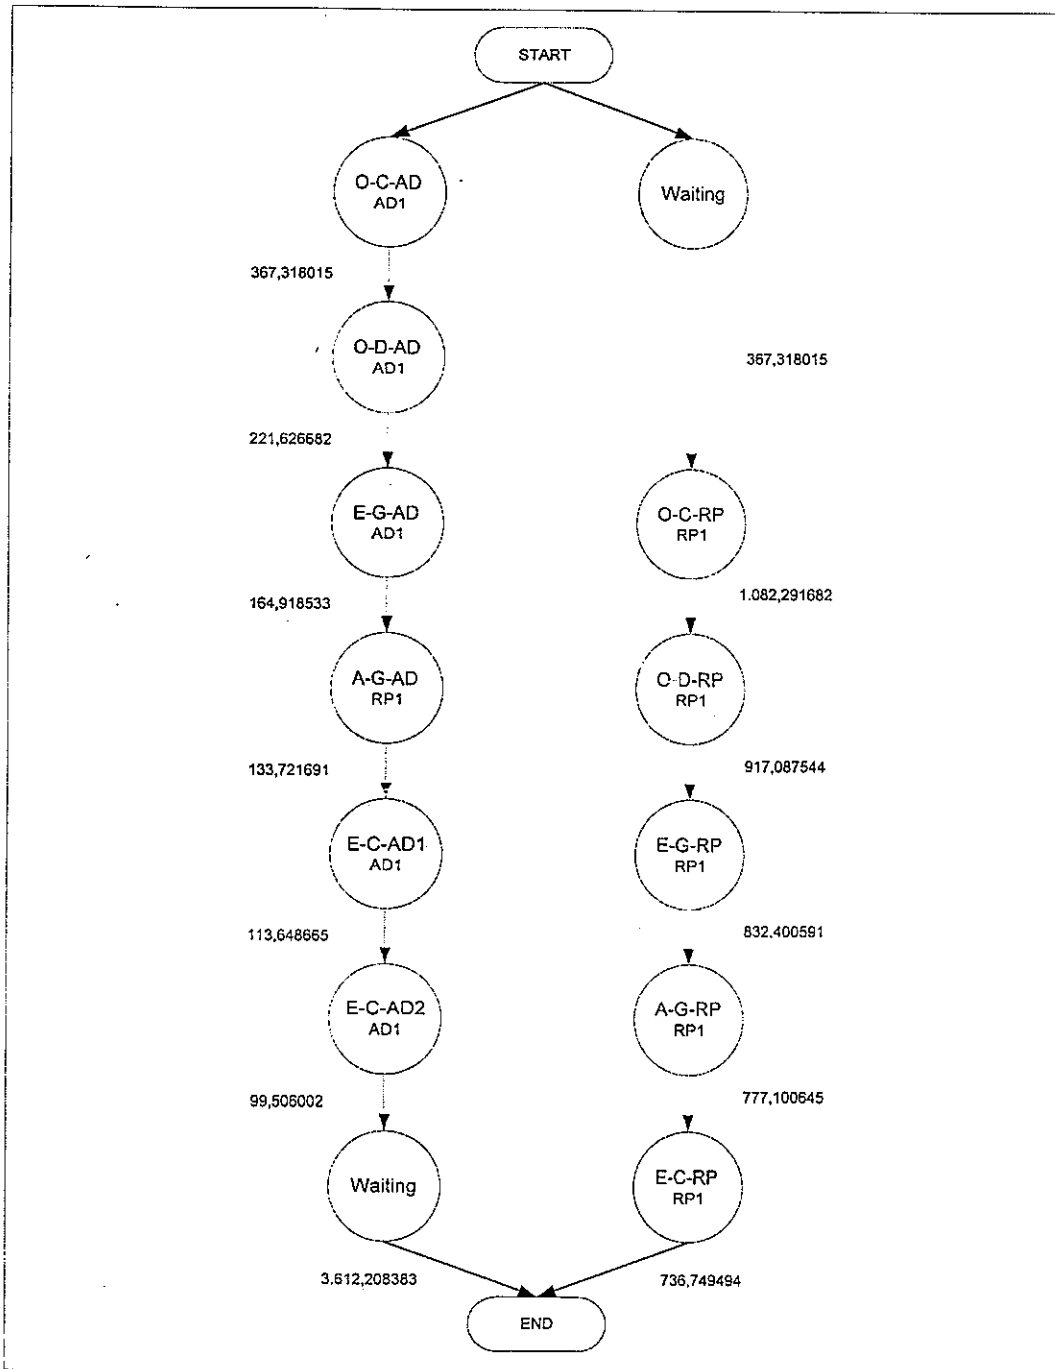 START
O-C-AD
AD1
Waiting
367,318015
O-D-AD
AD1
367,318015
221,626682
E-G-AD
AD1
O-C-RP
RP1
164,918533
1.082,291682
A-G-AD
RP1
O-D-RP
RP1
133,721691
917,087544
E-C-AD1
AD1
E-G-RP
RP1
113,648665
832,400591
E-C-AD2
AD1
A-G-RP
RP1
99,506002
777,100645
Waiting
E-C-RP
RP1
3.612,208383
736,749494
END